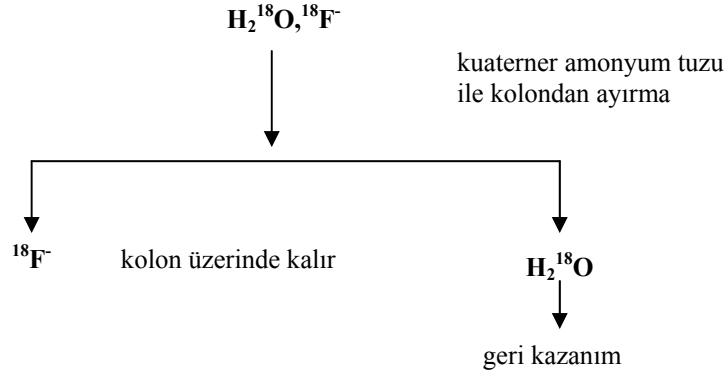 H₂¹⁸O,¹⁸F⁻
kuaterner amonyum tuzu
ile kolondan ayırma
¹⁸F⁻
kolon üzerinde kalır
H₂¹⁸O
geri kazanım